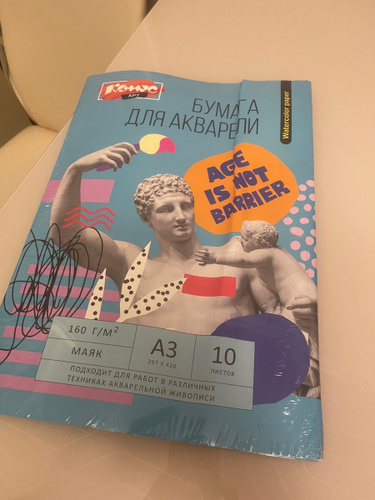 Комус
АРТ
БУМАГА
ДЛЯ АКВАРЕЛИ
Watercolor paper
AGE
IS NOT
BARRIER
160 Г/М²
МАЯК
А3
297 X 420
10
ЛИСТОВ
ПОДХОДИТ ДЛЯ РАБОТ В РАЗЛИЧНЫХ
ТЕХНИКАХ АКВАРЕЛЬНОЙ ЖИВОПИСИ